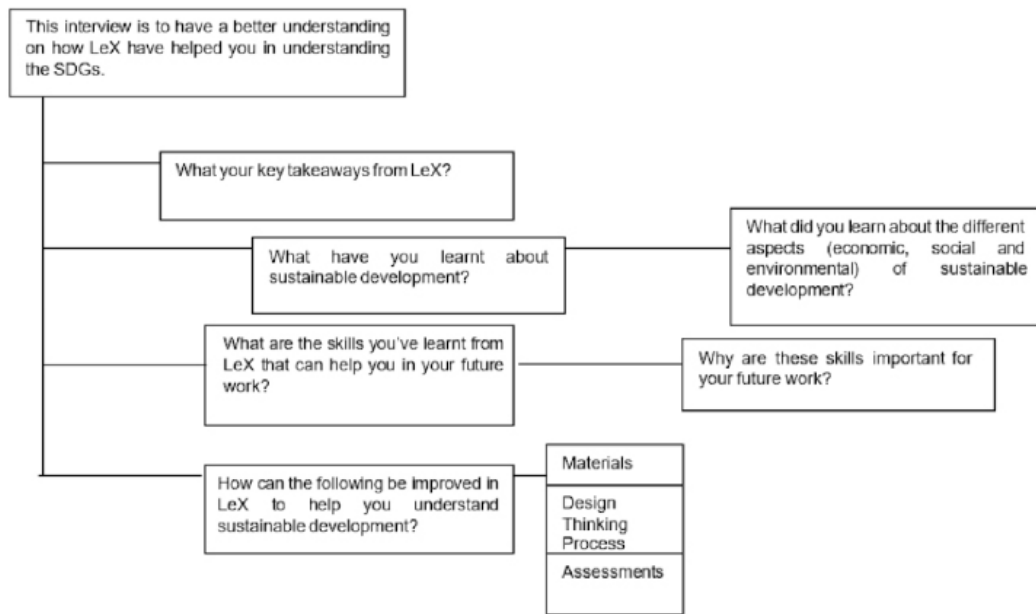 This interview is to have a better understanding
on how LeX have helped you in understanding
the SDGs.
What your key takeaways from LeX?
What have you learnt about
sustainable development?
What did you learn about the different
aspects (economic, social and
environmental) of sustainable
development?
What are the skills you've learnt from
LeX that can help you in your future
work?
Why are these skills important for
your future work?
How can the following be improved in
LeX to help you understand
sustainable development?
Materials
Design
Thinking
Process
Assessments